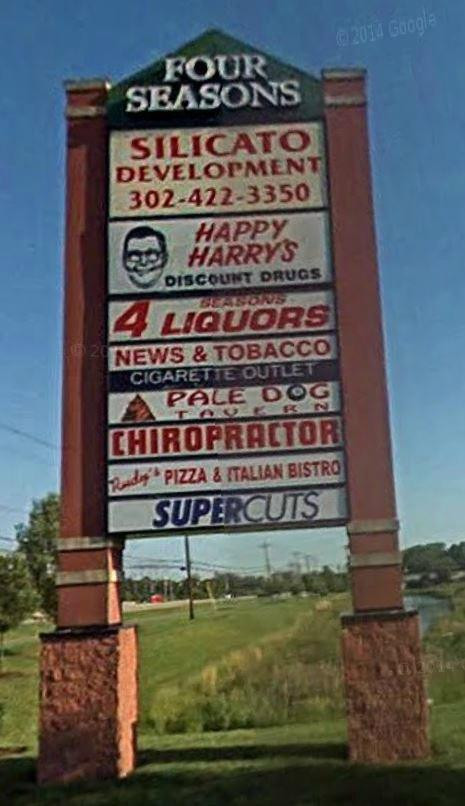 © 2014 Google
FOUR
SEASONS
SILICATO
DEVELOPMENT
302-422-3350
HAPPY
HARRY'S
DISCOUNT DRUGS
SEASONS
4 LIQUORS
NEWS & TOBACCO
CIGARETTE OUTLET
PALE DOG
TAVERN
CHIROPRACTOR
Rudy's PIZZA & ITALIAN BISTRO
SUPERCUTS